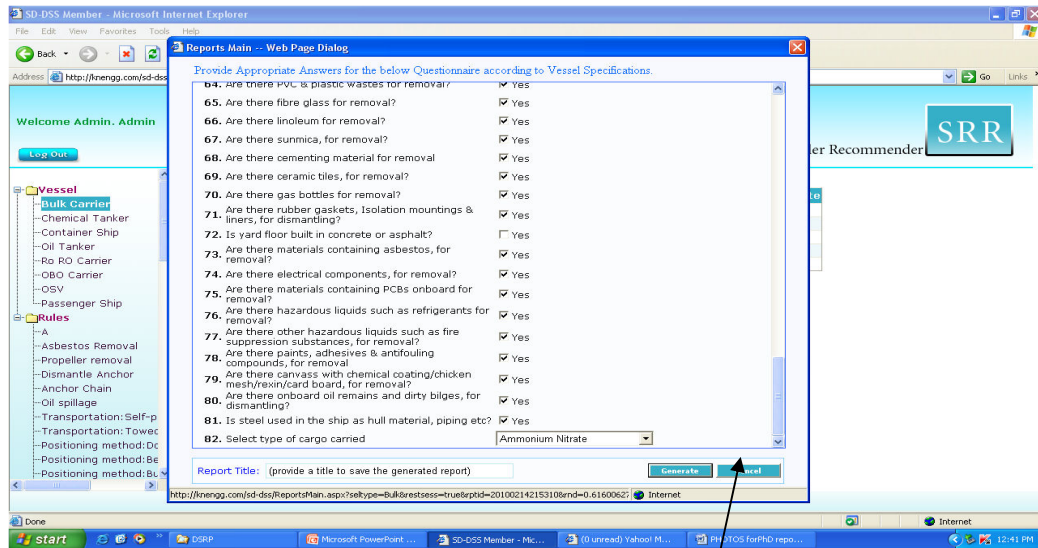 SD-DSS Member - Microsoft Internet Explorer
File Edit View Favorites Tools Help
Back
Address http://knengg.com/sd-dss
Go Links
Welcome Admin. Admin
Log Out
Vessel
Bulk Carrier
Chemical Tanker
Container Ship
Oil Tanker
Ro RO Carrier
OBO Carrier
OSV
Passenger Ship
Rules
A
Asbestos Removal
Propeller removal
Dismantle Anchor
Anchor Chain
Oil spillage
Transportation:Self-p
Transportation:Towec
Positioning method:Dc
Positioning method:Be
Positioning method:Bu
Reports Main -- Web Page Dialog
Provide Appropriate Answers for the below Questionnaire according to Vessel Specifications.
64. Are there PVC & plastic wastes for removal? Yes
65. Are there fibre glass for removal? Yes
66. Are there linoleum for removal? Yes
67. Are there sunmica, for removal? Yes
68. Are there cementing material for removal Yes
69. Are there ceramic tiles, for removal? Yes
70. Are there gas bottles for removal? Yes
71. Are there rubber gaskets, Isolation mountings & Yes
liners, for dismantling?
72. Is yard floor built in concrete or asphalt? Yes
73. Are there materials containing asbestos, for Yes
removal?
74. Are there electrical components, for removal? Yes
75. Are there materials containing PCBs onboard for Yes
removal?
76. Are there hazardous liquids such as refrigerants for Yes
removal?
77. Are there other hazardous liquids such as fire Yes
suppression substances, for removal?
78. Are there paints, adhesives & antifouling Yes
compounds, for removal
79. Are there canvass with chemical coating/chicken Yes
mesh/rexin/card board, for removal?
80. Are there onboard oil remains and dirty bilges, for Yes
dismantling?
81. Is steel used in the ship as hull material, piping etc? Yes
82. Select type of cargo carried Ammonium Nitrate
Report Title: (provide a title to save the generated report) Generate Cancel
http://knengg.com/sd-dss/ReportsMain.aspx?seltype=Bulk&restsess=true&rptid=20100214215310&rnd=0.6160062 Internet
SRR
er Recommender
te
Done Internet
start DSRP Microsoft PowerPoint ... SD-DSS Member - Mic... (0 unread) Yahoo! M... PHOTOS forPhD repo... 12:41 PM